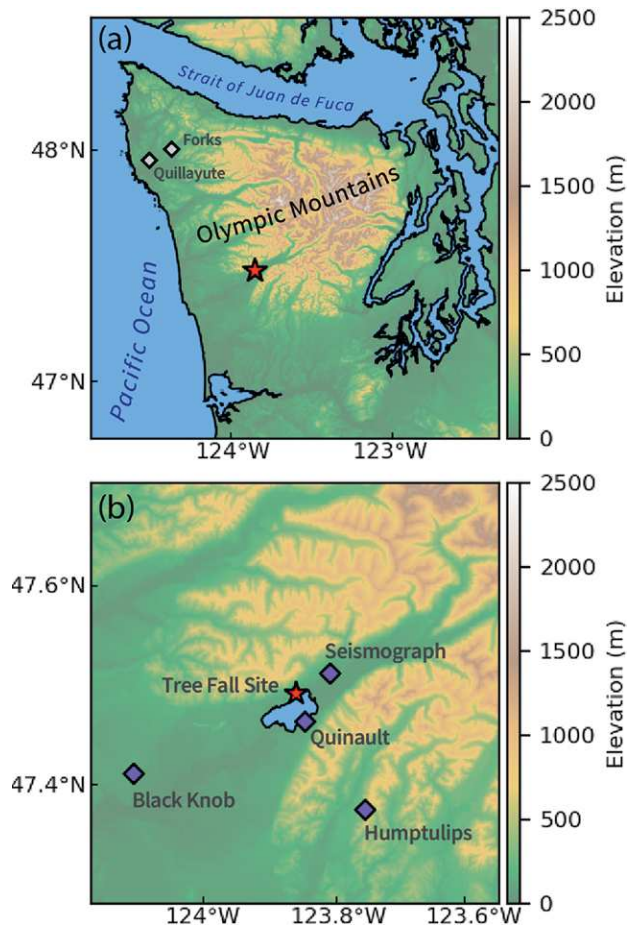 (a)
Strait of Juan de Fuca
Forks
Quillayute
Olympic Mountains
Pacific Ocean
48°N
47°N
124°W
123°W
2500
2000
1500
1000
500
0
Elevation (m)
(b)
Seismograph
Tree Fall Site
Quinault
Black Knob
Humptulips
47.6°N
47.4°N
124°W
123.8°W
123.6°W
2500
2000
1500
1000
500
0
Elevation (m)